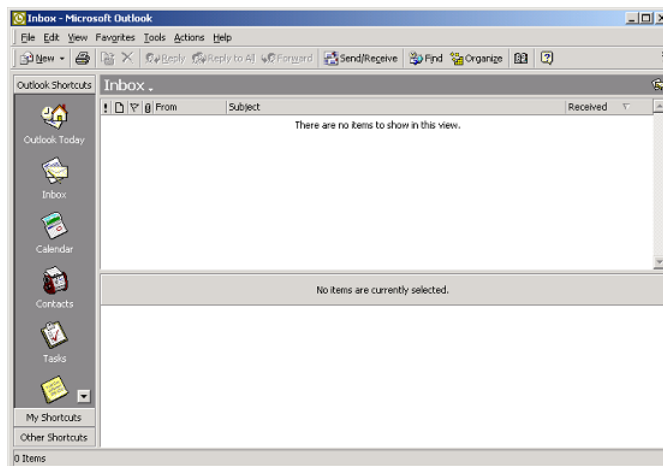 Inbox - Microsoft Outlook
File Edit View Favorites Tools Actions Help
New Reply Reply to All Forward Send/Receive Find Organize
Outlook Shortcuts
Inbox .
! From Subject Received
There are no items to show in this view.
Outlook Today
Inbox
Calendar
No items are currently selected.
Contacts
Tasks
My Shortcuts
Other Shortcuts
0 Items